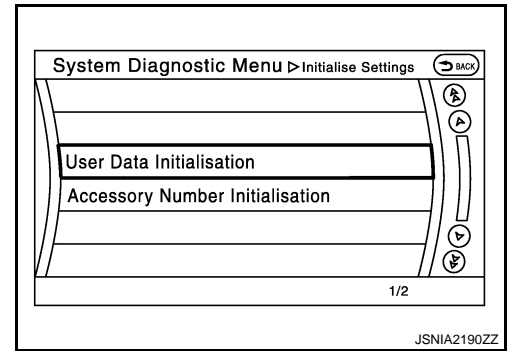 System Diagnostic Menu ▷ Initialise Settings
BACK
User Data Initialisation
Accessory Number Initialisation
1/2
JSNIA2190ZZ